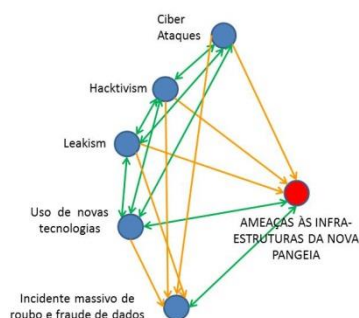 Ciber
Ataques
Hacktivism
Leakism
Uso de novas
tecnologias
AMEAÇAS ÀS INFRA-
ESTRUTURAS DA NOVA
PANGEIA
Incidente massivo de
roubo e fraude de dados